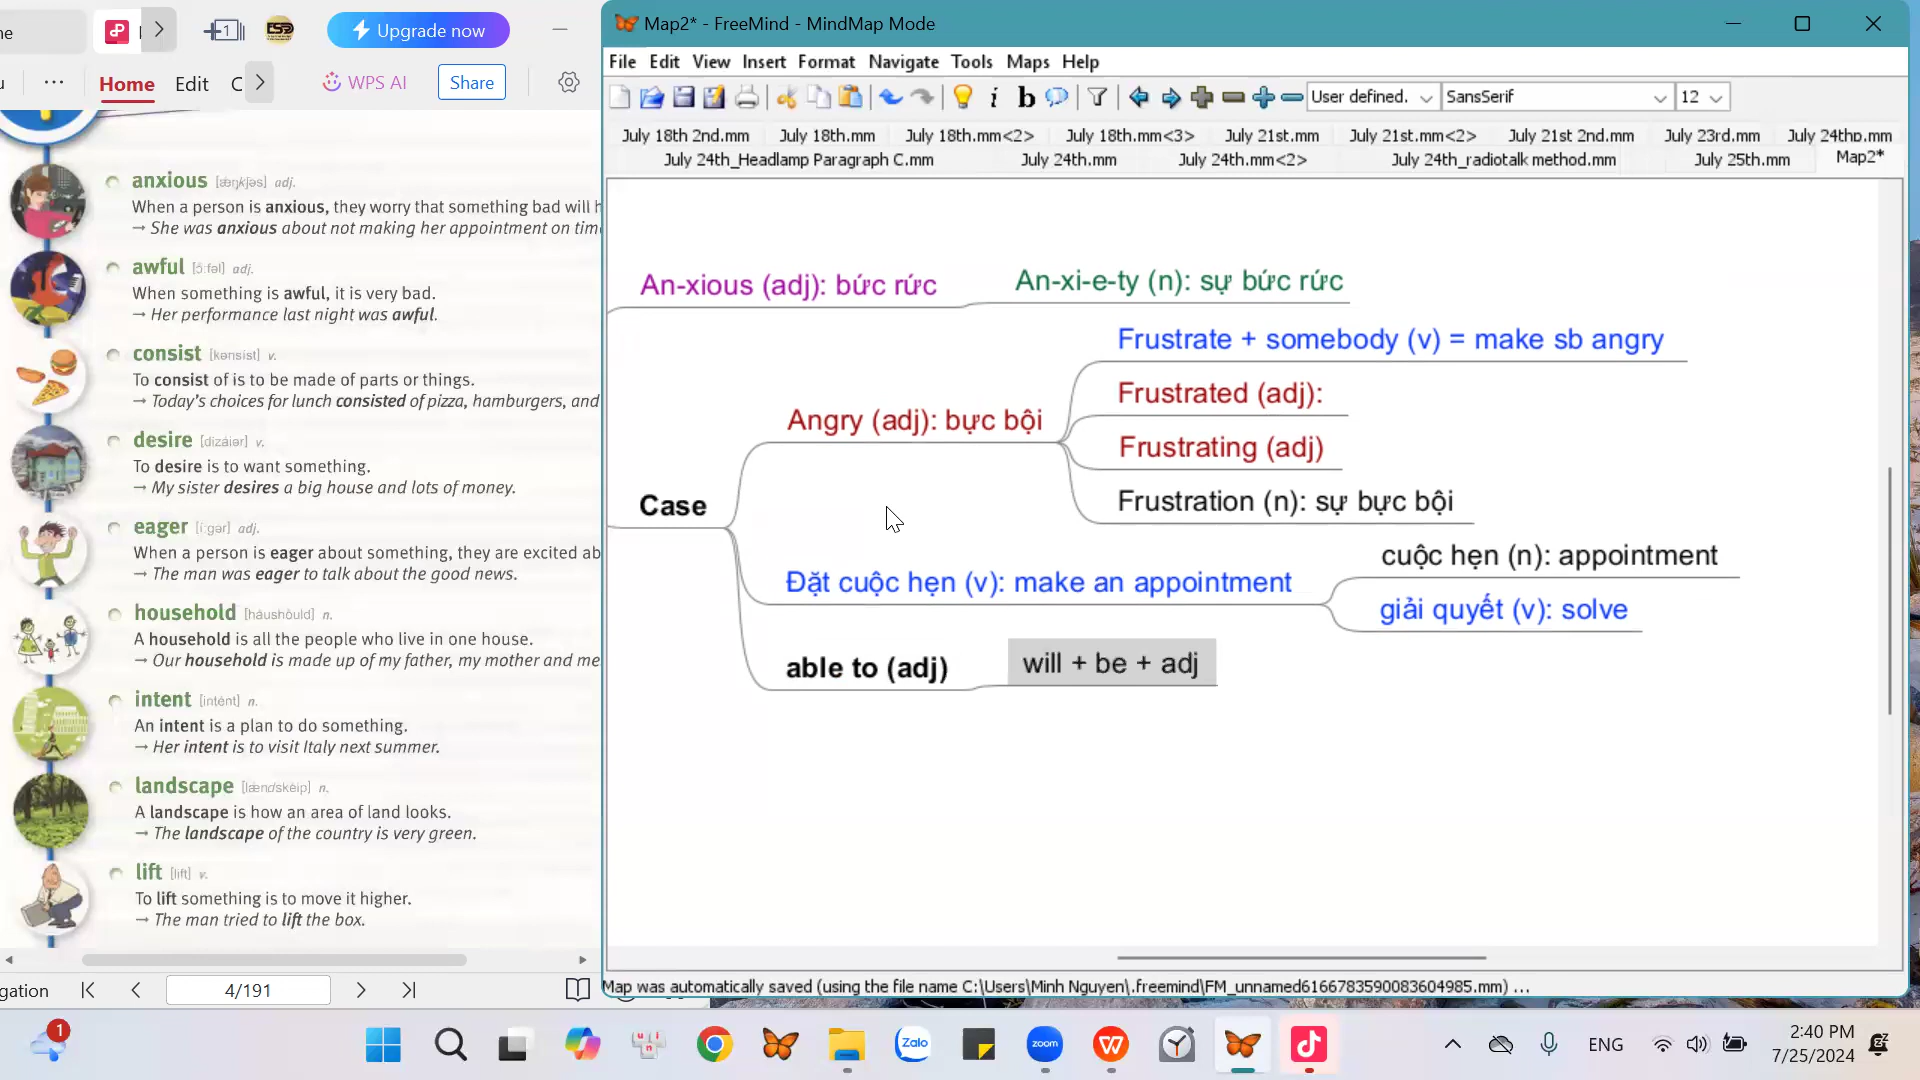 ne
1
ESP
Upgrade now
...
Home
Edit
C
WPS AI
Share
anxious [æŋkʃəs] adj.
When a person is anxious, they worry that something bad will h
→ She was anxious about not making her appointment on tim
awful [ɔ́ːfəl] adj.
When something is awful, it is very bad.
→ Her performance last night was awful.
consist [kənsíst] v.
To consist of is to be made of parts or things.
→ Today's choices for lunch consisted of pizza, hamburgers, and
desire [dizáiər] v.
To desire is to want something.
→ My sister desires a big house and lots of money.
eager [íːgər] adj.
When a person is eager about something, they are excited ab
→ The man was eager to talk about the good news.
household [háushòuld] n.
A household is all the people who live in one house.
→ Our household is made up of my father, my mother and me
intent [intént] n.
An intent is a plan to do something.
→ Her intent is to visit Italy next summer.
landscape [lǽndskèip] n.
A landscape is how an area of land looks.
→ The landscape of the country is very green.
lift [lift] v.
To lift something is to move it higher.
→ The man tried to lift the box.
gation
4/191
Map2* - FreeMind - MindMap Mode
File Edit View Insert Format Navigate Tools Maps Help
User defined.
SansSerif
12
July 18th 2nd.mm July 18th.mm July 18th.mm<2> July 18th.mm<3> July 21st.mm July 21st.mm<2> July 21st 2nd.mm July 23rd.mm July 24thp.mm
July 24th_Headlamp Paragraph C.mm July 24th.mm July 24th.mm<2> July 24th_radiotalk method.mm July 25th.mm Map2*
An-xious (adj): bức rức
An-xi-e-ty (n): sự bức rức
Case
Angry (adj): bực bội
Frustrate + somebody (v) = make sb angry
Frustrated (adj):
Frustrating (adj)
Frustration (n): sự bực bội
Đặt cuộc hẹn (v): make an appointment
cuộc hẹn (n): appointment
giải quyết (v): solve
able to (adj)
will + be + adj
Map was automatically saved (using the file name C:\Users\Minh Nguyen\.freemind\FM_unnamed6166783590083604985.mm) ...
1
Zalo
zoom
ENG
2:40 PM
7/25/2024